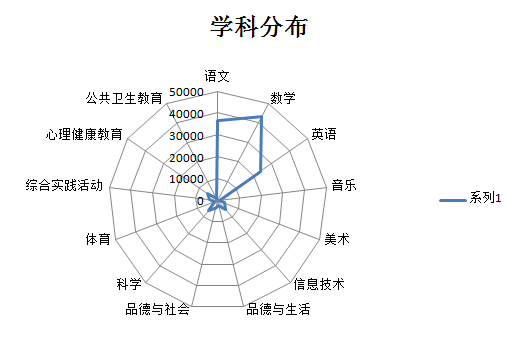 学科分布
语文
数学
英语
音乐
美术
信息技术
品德与生活
品德与社会
科学
体育
综合实践活动
心理健康教育
公共卫生教育
50000
40000
30000
20000
10000
0
系列1